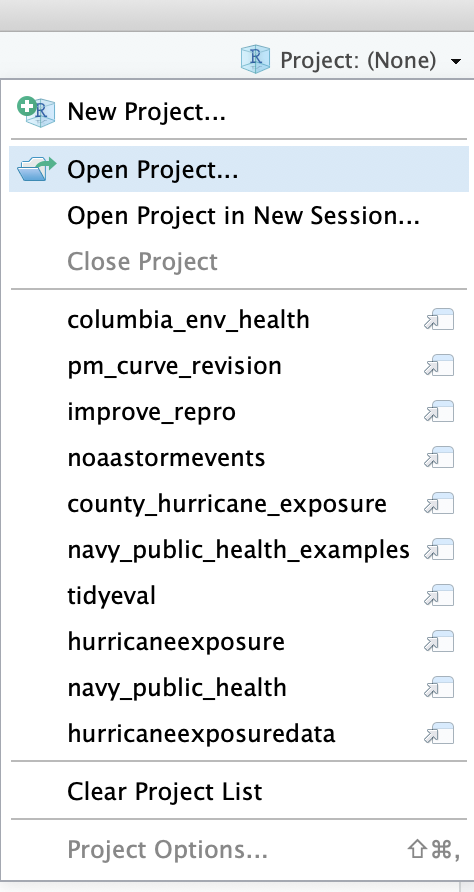 Project: (None)
New Project...
Open Project...
Open Project in New Session...
Close Project
columbia_env_health
pm_curve_revision
improve_repro
noaastormevents
county_hurricane_exposure
navy_public_health_examples
tidyeval
hurricaneexposure
navy_public_health
hurricaneexposuredata
Clear Project List
Project Options... ⇧⌘,